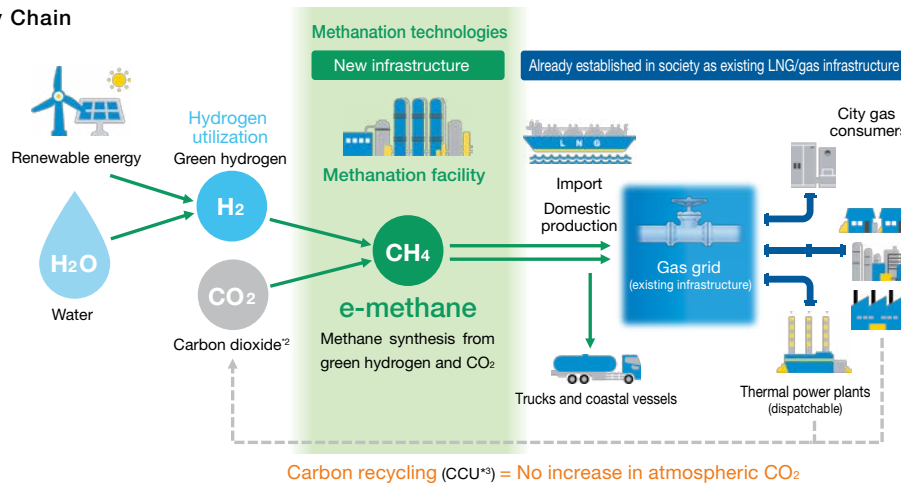 Chain
Methanation technologies
New infrastructure
Already established in society as existing LNG/gas infrastructure
Renewable energy
Hydrogen
utilization
Green hydrogen
H2
H2O
Water
CO2
Carbon dioxide*2
Methanation facility
CH4
e-methane
Methane synthesis from
green hydrogen and CO2
LNG
Import
Domestic
production
Gas grid
(existing infrastructure)
City gas
consumers
Trucks and coastal vessels
Thermal power plants
(dispatchable)
Carbon recycling (CCU*3) = No increase in atmospheric CO2